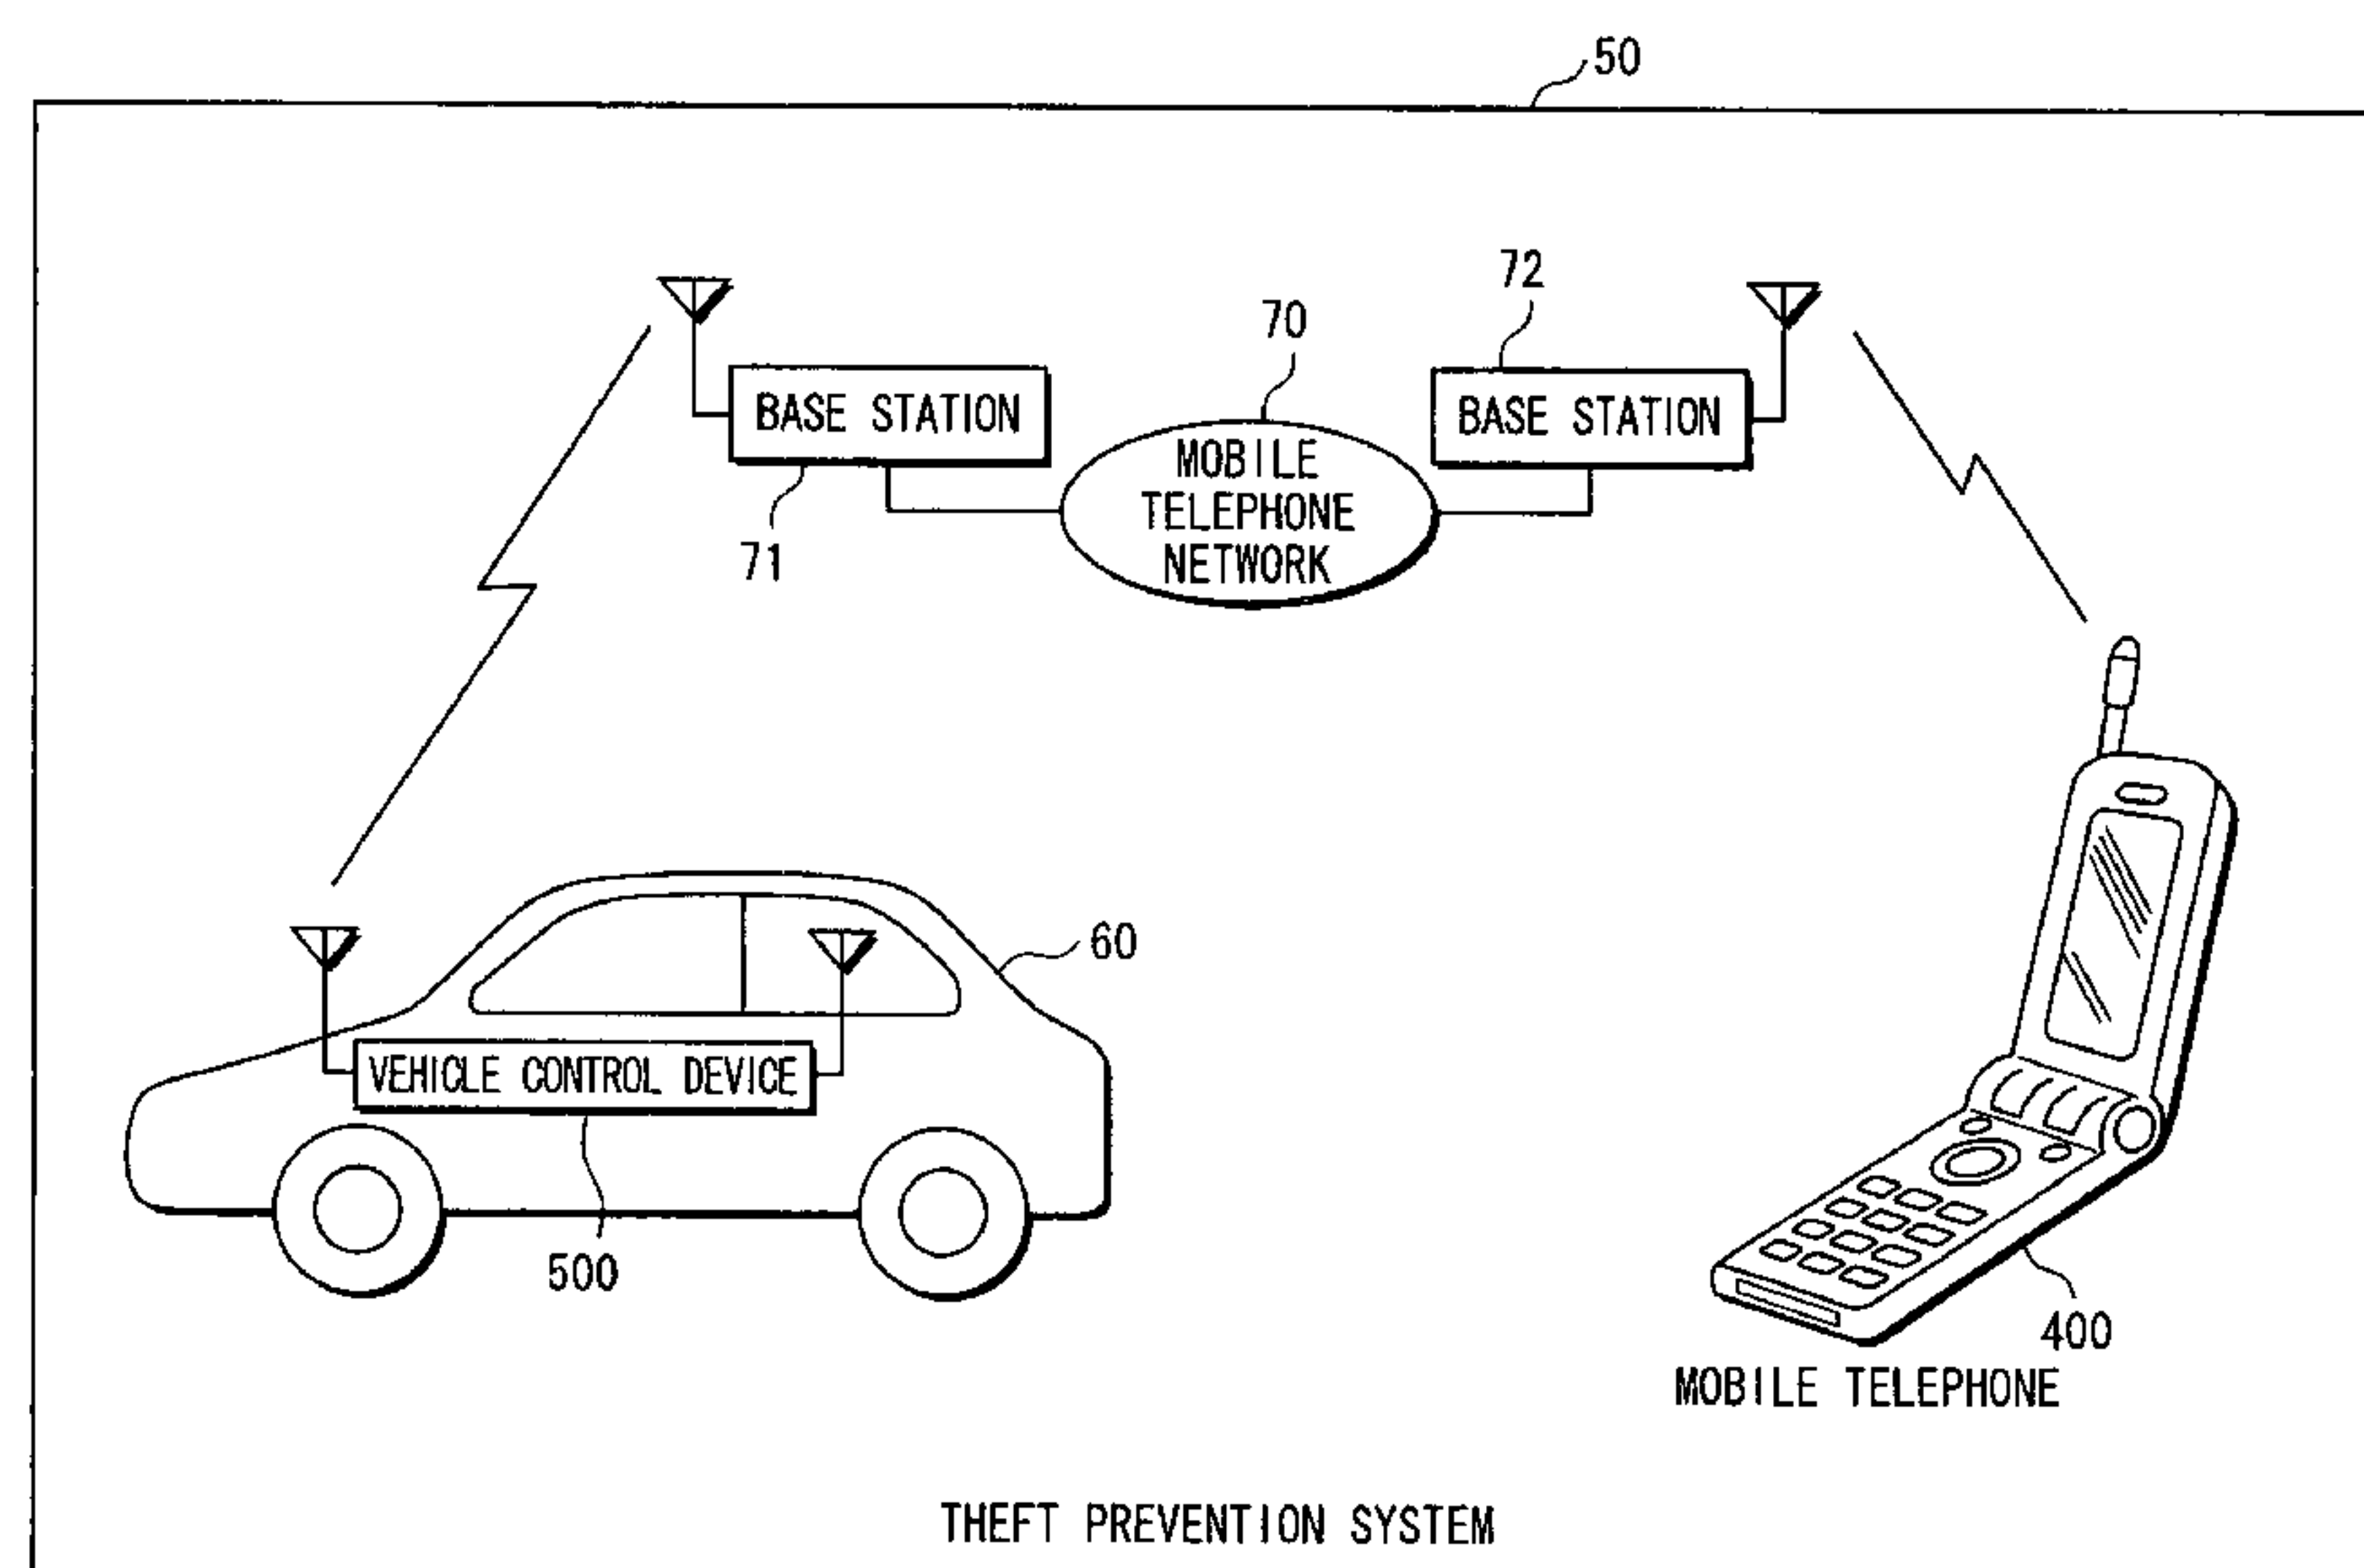 50
72
70
BASE STATION
BASE STATION
MOBILE
TELEPHONE
NETWORK
71
60
VEHICLE CONTROL DEVICE
500
400
MOBILE TELEPHONE
THEFT PREVENTION SYSTEM